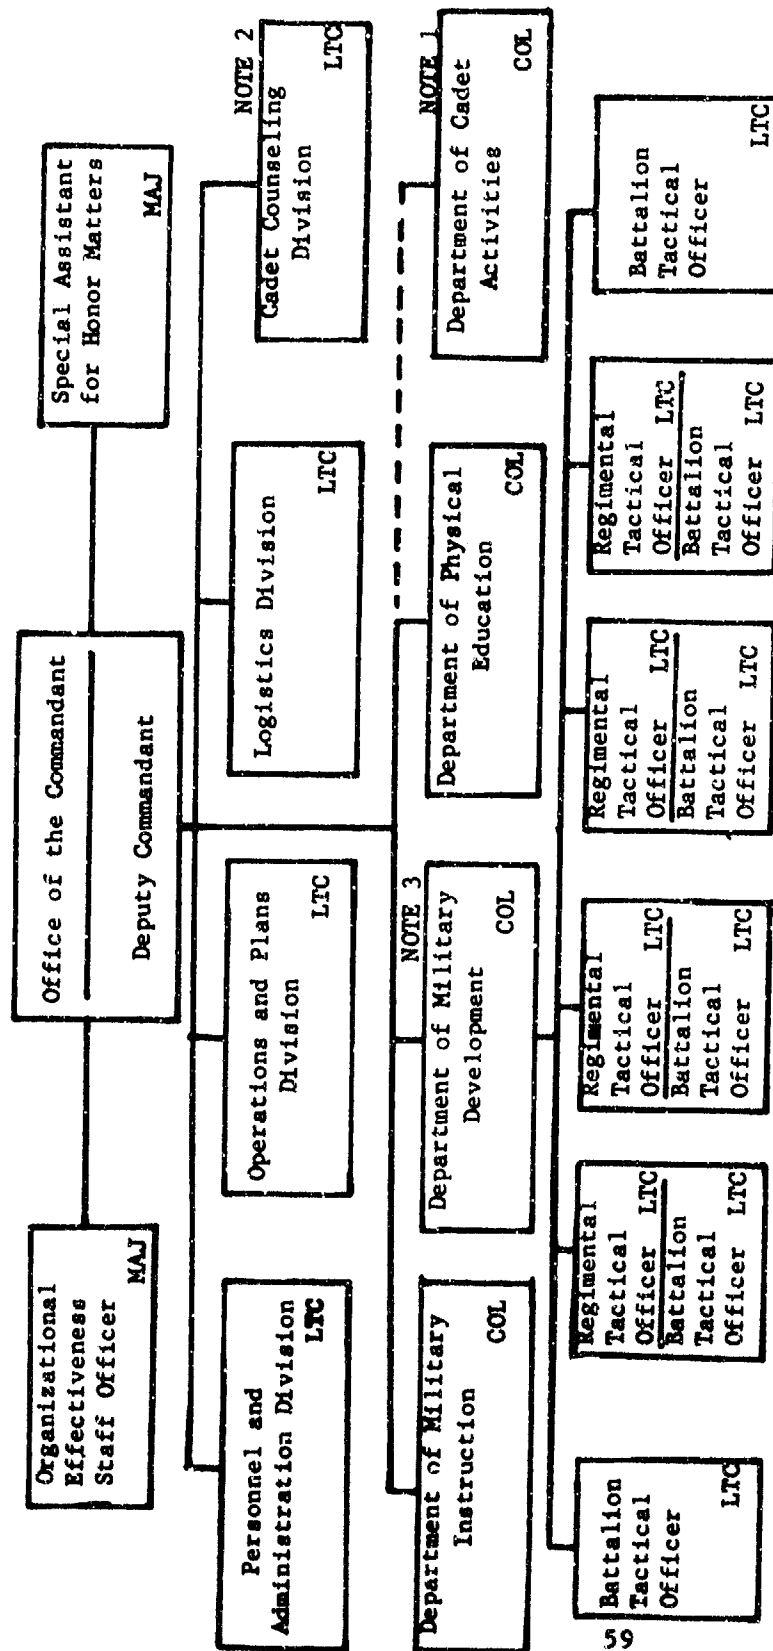 Office of the Commandant
Deputy Commandant
Organizational
Effectiveness
Staff Officer
MAJ
Special Assistant
for Honor Matters
MAJ
Personnel and
Administration Division
LTC
Operations and Plans
Division
LTC
Logistics Division
LTC
NOTE 2
Cadet Counseling
Division
LTC
Department of Military
Instruction
COL
NOTE 3
Department of Military
Development
COL
Department of Physical
Education
COL
NOTE 1
Department of Cadet
Activities
COL
Battalion
Tactical
Officer
LTC
Regimental
Tactical
Officer LTC
Battalion
Tactical
Officer LTC
Regimental
Tactical
Officer LTC
Battalion
Tactical
Officer LTC
Regimental
Tactical
Officer LTC
Battalion
Tactical
Officer LTC
Regimental
Tactical
Officer LTC
Battalion
Tactical
Officer LTC
Battalion
Tactical
Officer
LTC
59